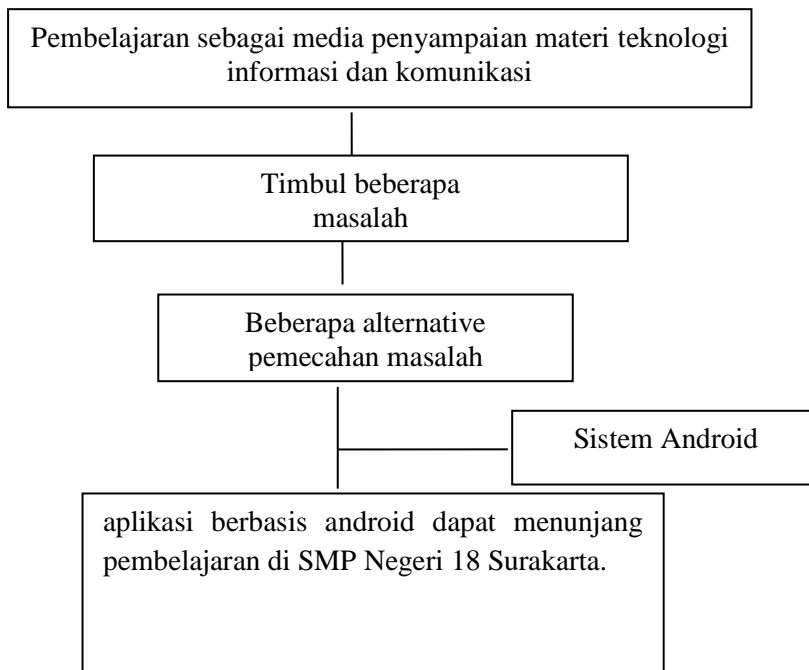 Pembelajaran sebagai media penyampaian materi teknologi
informasi dan komunikasi
Timbul beberapa
masalah
Beberapa alternative
pemecahan masalah
Sistem Android
aplikasi berbasis android dapat menunjang
pembelajaran di SMP Negeri 18 Surakarta.